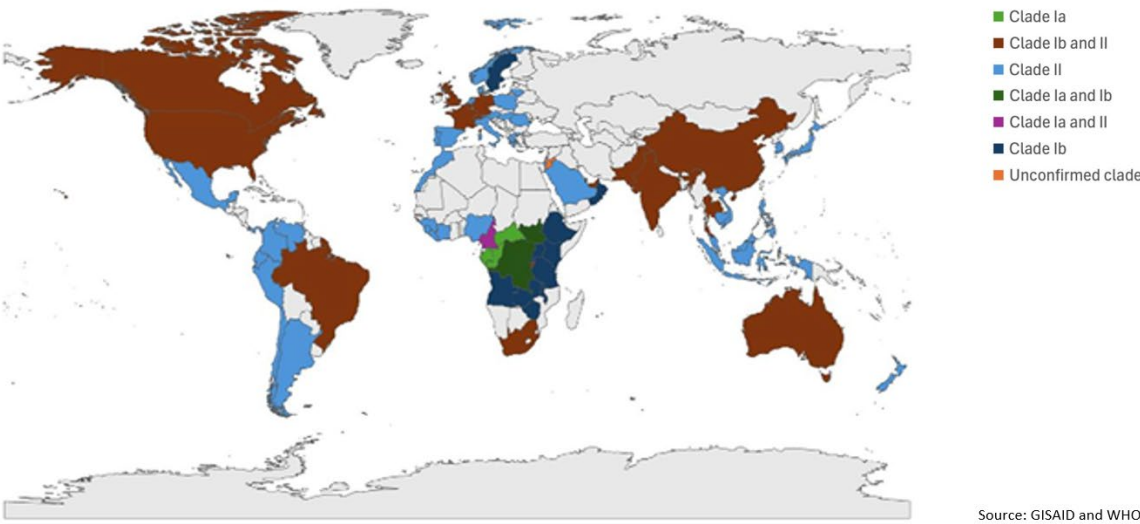 Clade Ia
Clade Ib and II
Clade II
Clade Ia and Ib
Clade Ia and II
Clade Ib
Unconfirmed clade
Source: GISAID and WHO